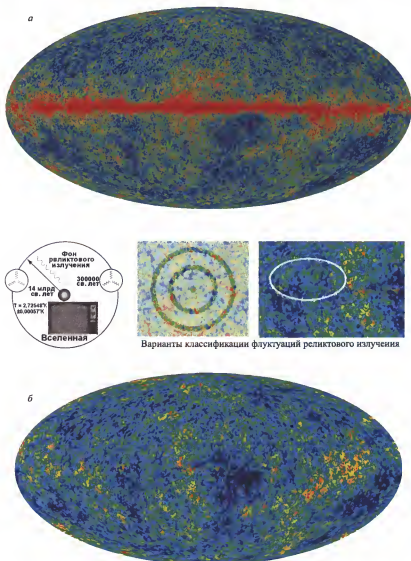 а
Фон
реликтового
излучения
300000
св. лет
14 млрд
св. лет
T = 2,72548°K
±0,00057°K
Вселенная
Варианты классификации флуктуаций реликтового излучения
б